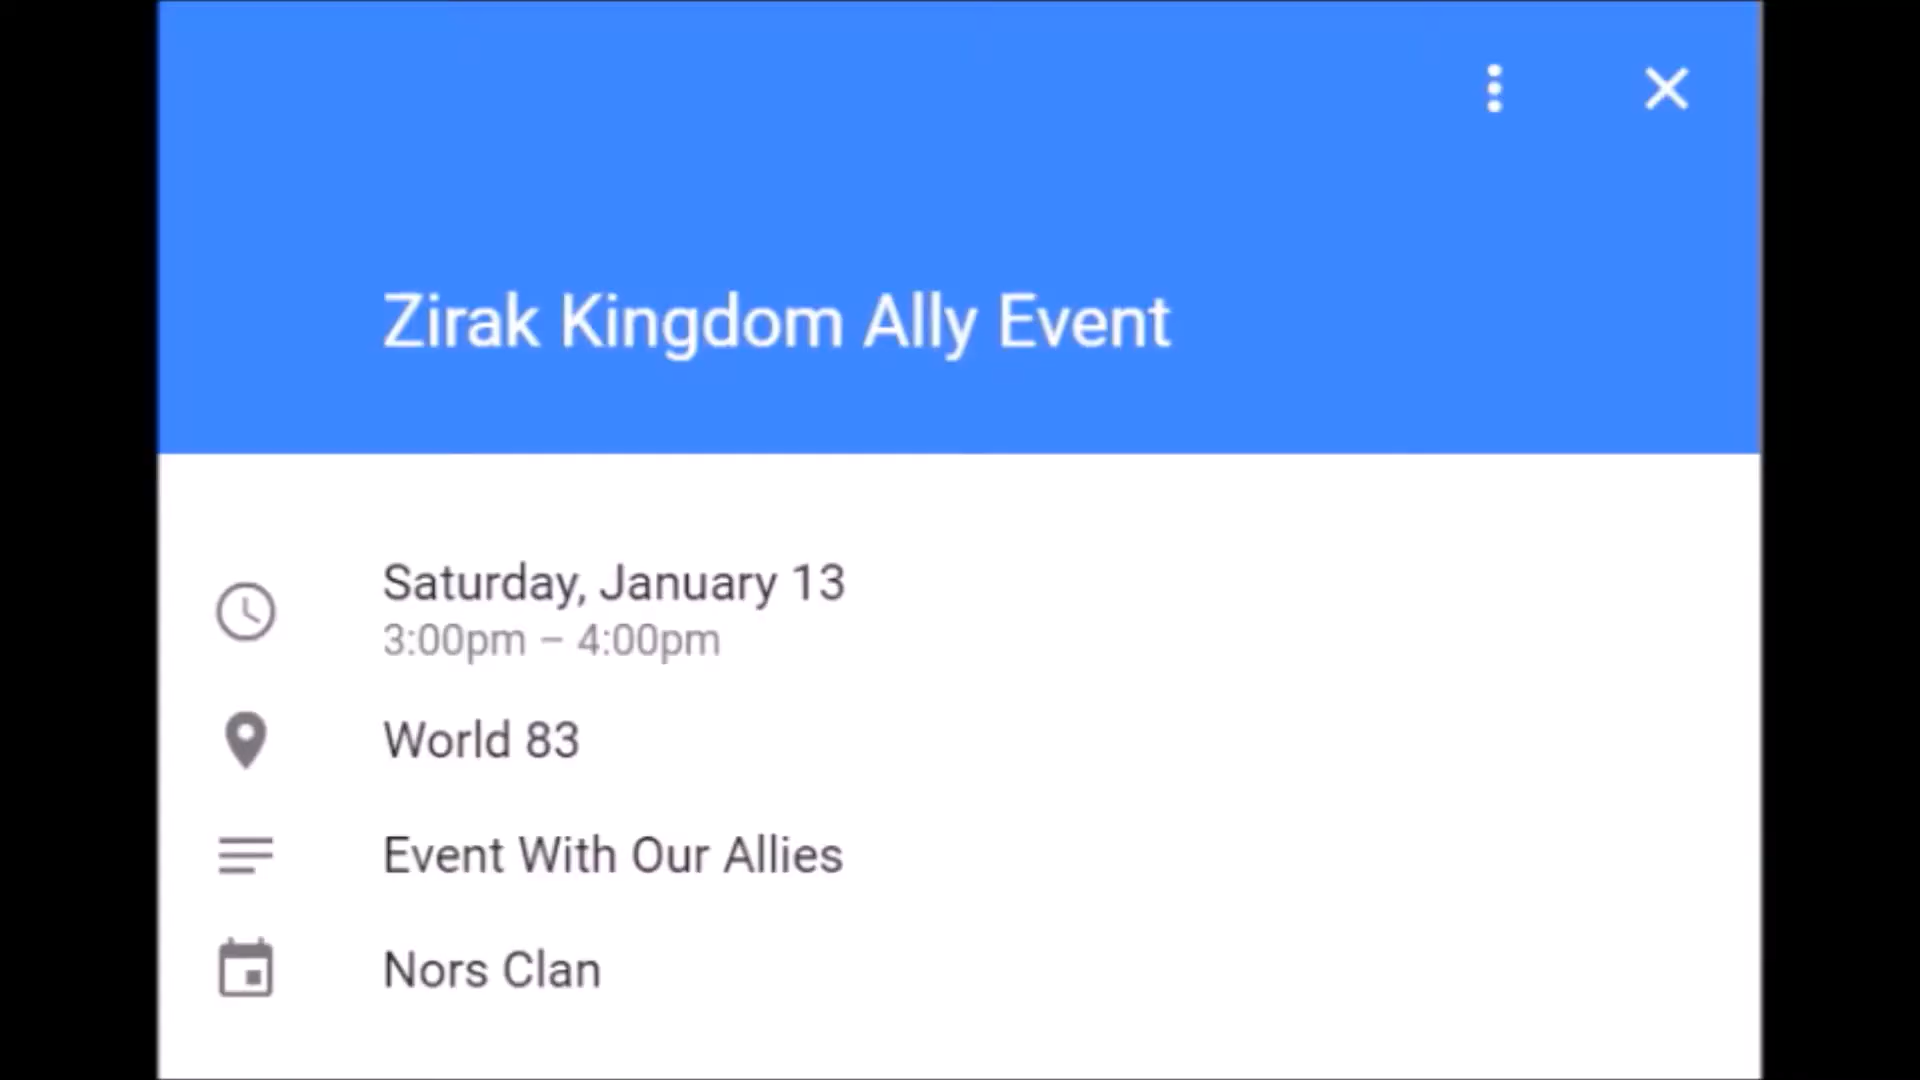 Zirak Kingdom Ally Event
Saturday, January 13
3:00pm – 4:00pm
World 83
Event With Our Allies
Nors Clan